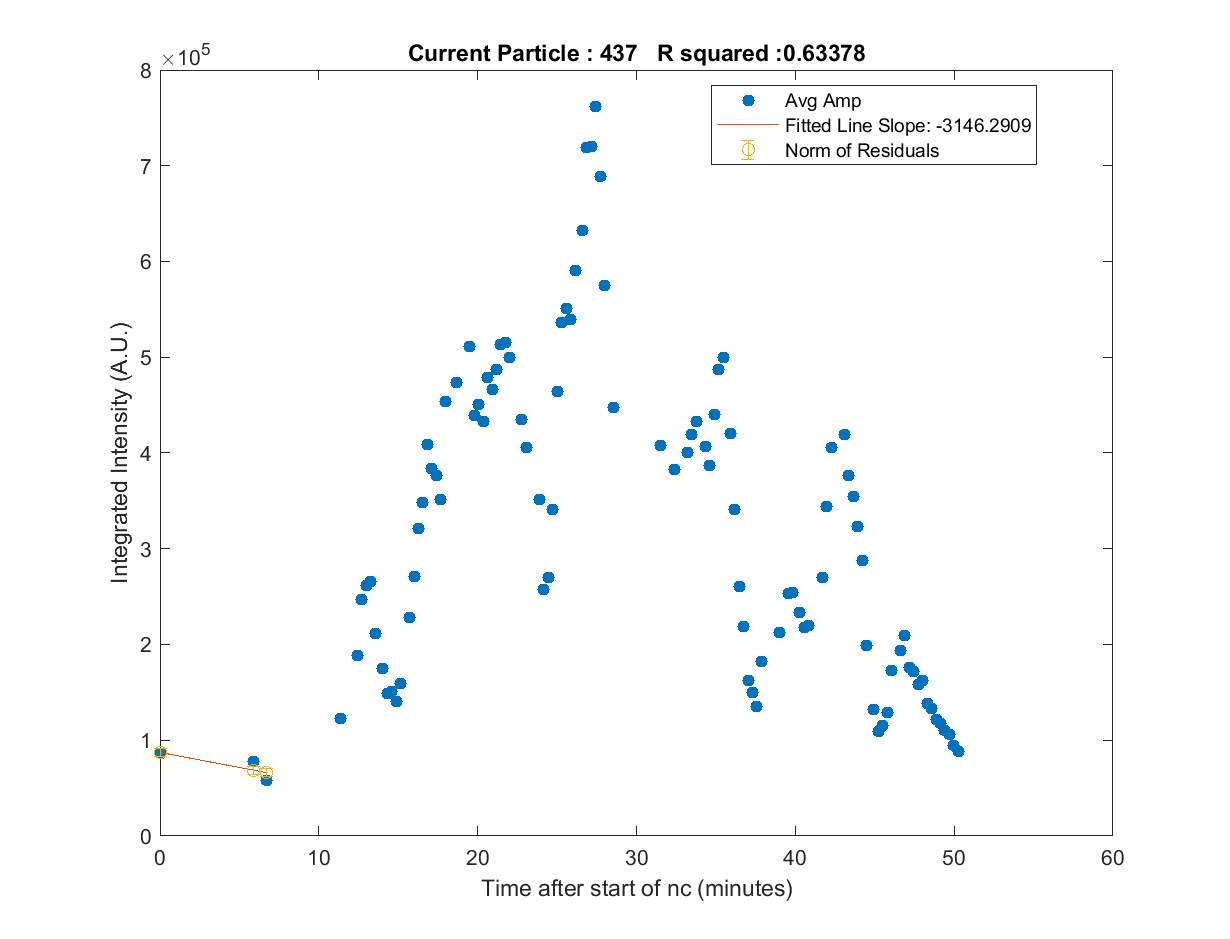 Current Particle : 437   R squared :0.63378
×10^5
8
7
6
5
4
3
2
1
0
Integrated Intensity (A.U.)
Avg Amp
Fitted Line Slope: -3146.2909
Norm of Residuals
0 10 20 30 40 50 60
Time after start of nc (minutes)